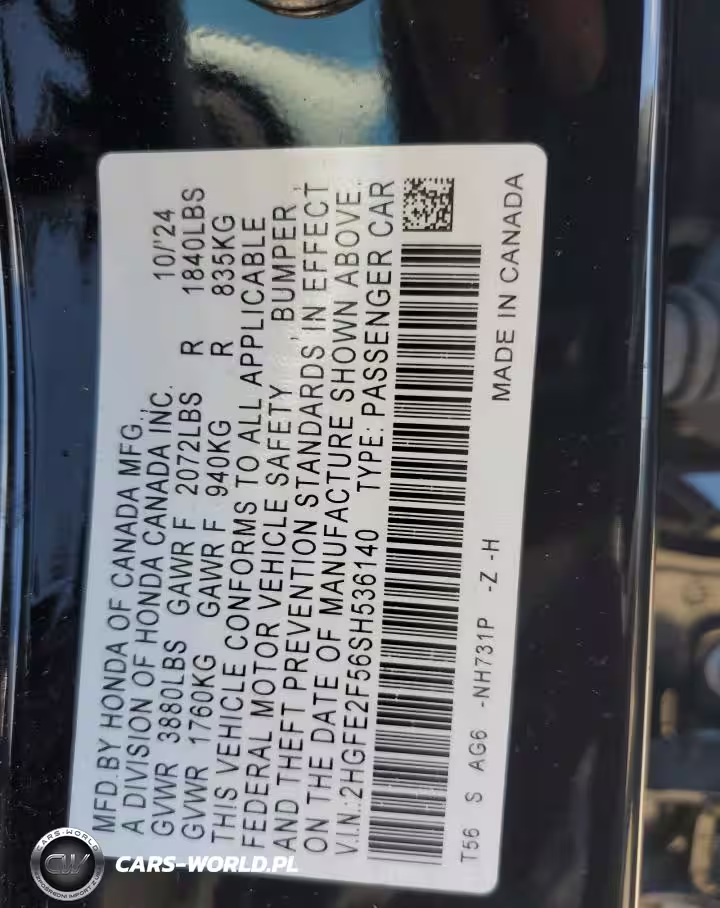 MFD.BY HONDA OF CANADA MFG.,
A DIVISION OF HONDA CANADA INC. 10/'24
GVWR 3880LBS GAWR F 2072LBS R 1840LBS
GVWR 1760KG GAWR F 940KG R 835KG
THIS VEHICLE CONFORMS TO ALL APPLICABLE
FEDERAL MOTOR VEHICLE SAFETY, BUMPER,
AND THEFT PREVENTION STANDARDS IN EFFECT
ON THE DATE OF MANUFACTURE SHOWN ABOVE.
V.I.N.:2HGFE2F56SH536140 TYPE: PASSENGER CAR
T56 S AG6 -NH731P -Z -H
MADE IN CANADA
CARS-WORLD
CW
CARS-WORLD.PL